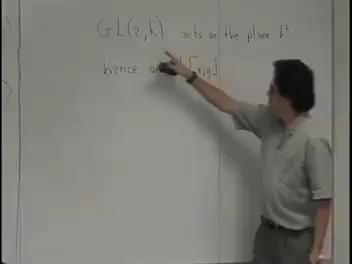 GL(2,k) acts on the plane k²
hence on k[x,y]